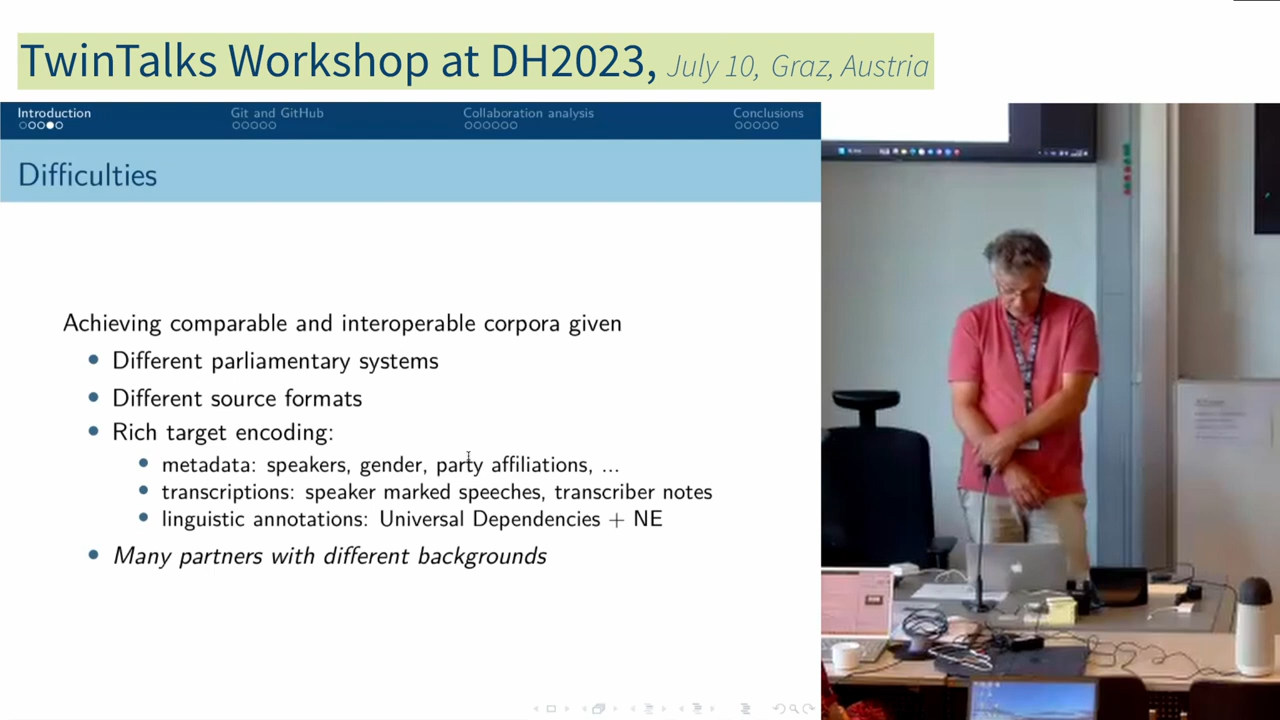 TwinTalks Workshop at DH2023, July 10, Graz, Austria
Introduction Git and GitHub Collaboration analysis Conclusions
Difficulties
Achieving comparable and interoperable corpora given
• Different parliamentary systems
• Different source formats
• Rich target encoding:
• metadata: speakers, gender, party affiliations, ...
• transcriptions: speaker marked speeches, transcriber notes
• linguistic annotations: Universal Dependencies + NE
• Many partners with different backgrounds